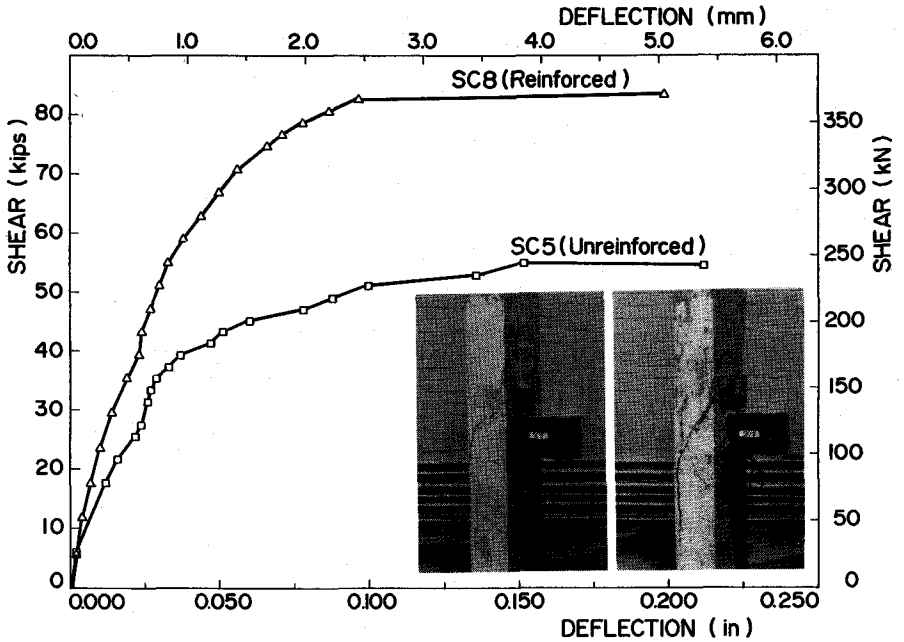 DEFLECTION (mm)
0.0 1.0 2.0 3.0 4.0 5.0 6.0
SC8 (Reinforced)
SC5 (Unreinforced)
SHEAR (kips)
80
70
60
50
40
30
20
10
0
SHEAR (kN)
350
300
250
200
150
100
50
0
0.000 0.050 0.100 0.150 0.200 0.250
DEFLECTION (in)